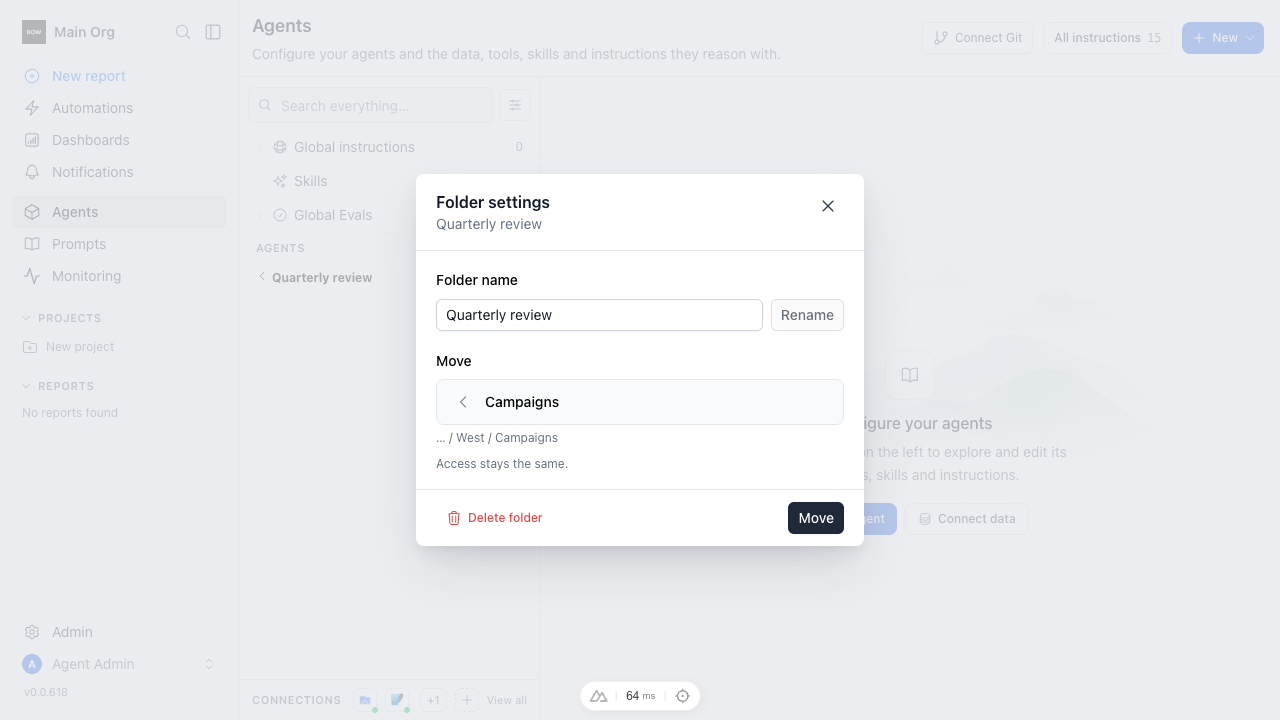 BOW
Main Org
New report
Automations
Dashboards
Notifications
Agents
Prompts
Monitoring
PROJECTS
New project
REPORTS
No reports found
Admin
A
Agent Admin
v0.0.618
Agents
Configure your agents and the data, tools, skills and instructions they reason with.
Connect Git
All instructions 15
New
Search everything...
Global instructions 0
Skills
Global Evals
AGENTS
Quarterly review
CONNECTIONS
+1
View all
Folder settings
Quarterly review
Folder name
Quarterly review
Rename
Move
Campaigns
... / West / Campaigns
Access stays the same.
Delete folder
Move
igure your agents
on the left to explore and edit its
s, skills and instructions.
Connect data
64 ms